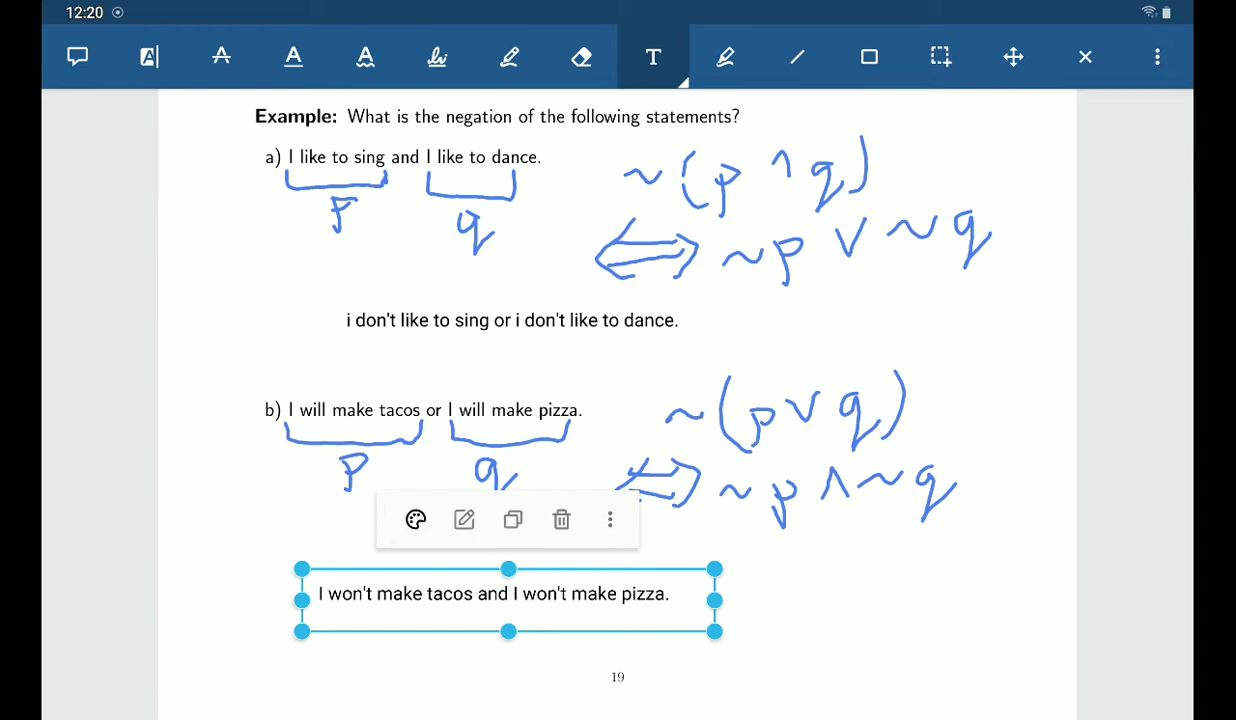 12:20
Example: What is the negation of the following statements?
a) I like to sing and I like to dance.
~(p ∧ q)
p q
⇔ ~p ∨ ~q
i don't like to sing or i don't like to dance.
b) I will make tacos or I will make pizza.
~(p ∨ q)
p q
⇔ ~p ∧ ~q
I won't make tacos and I won't make pizza.
19